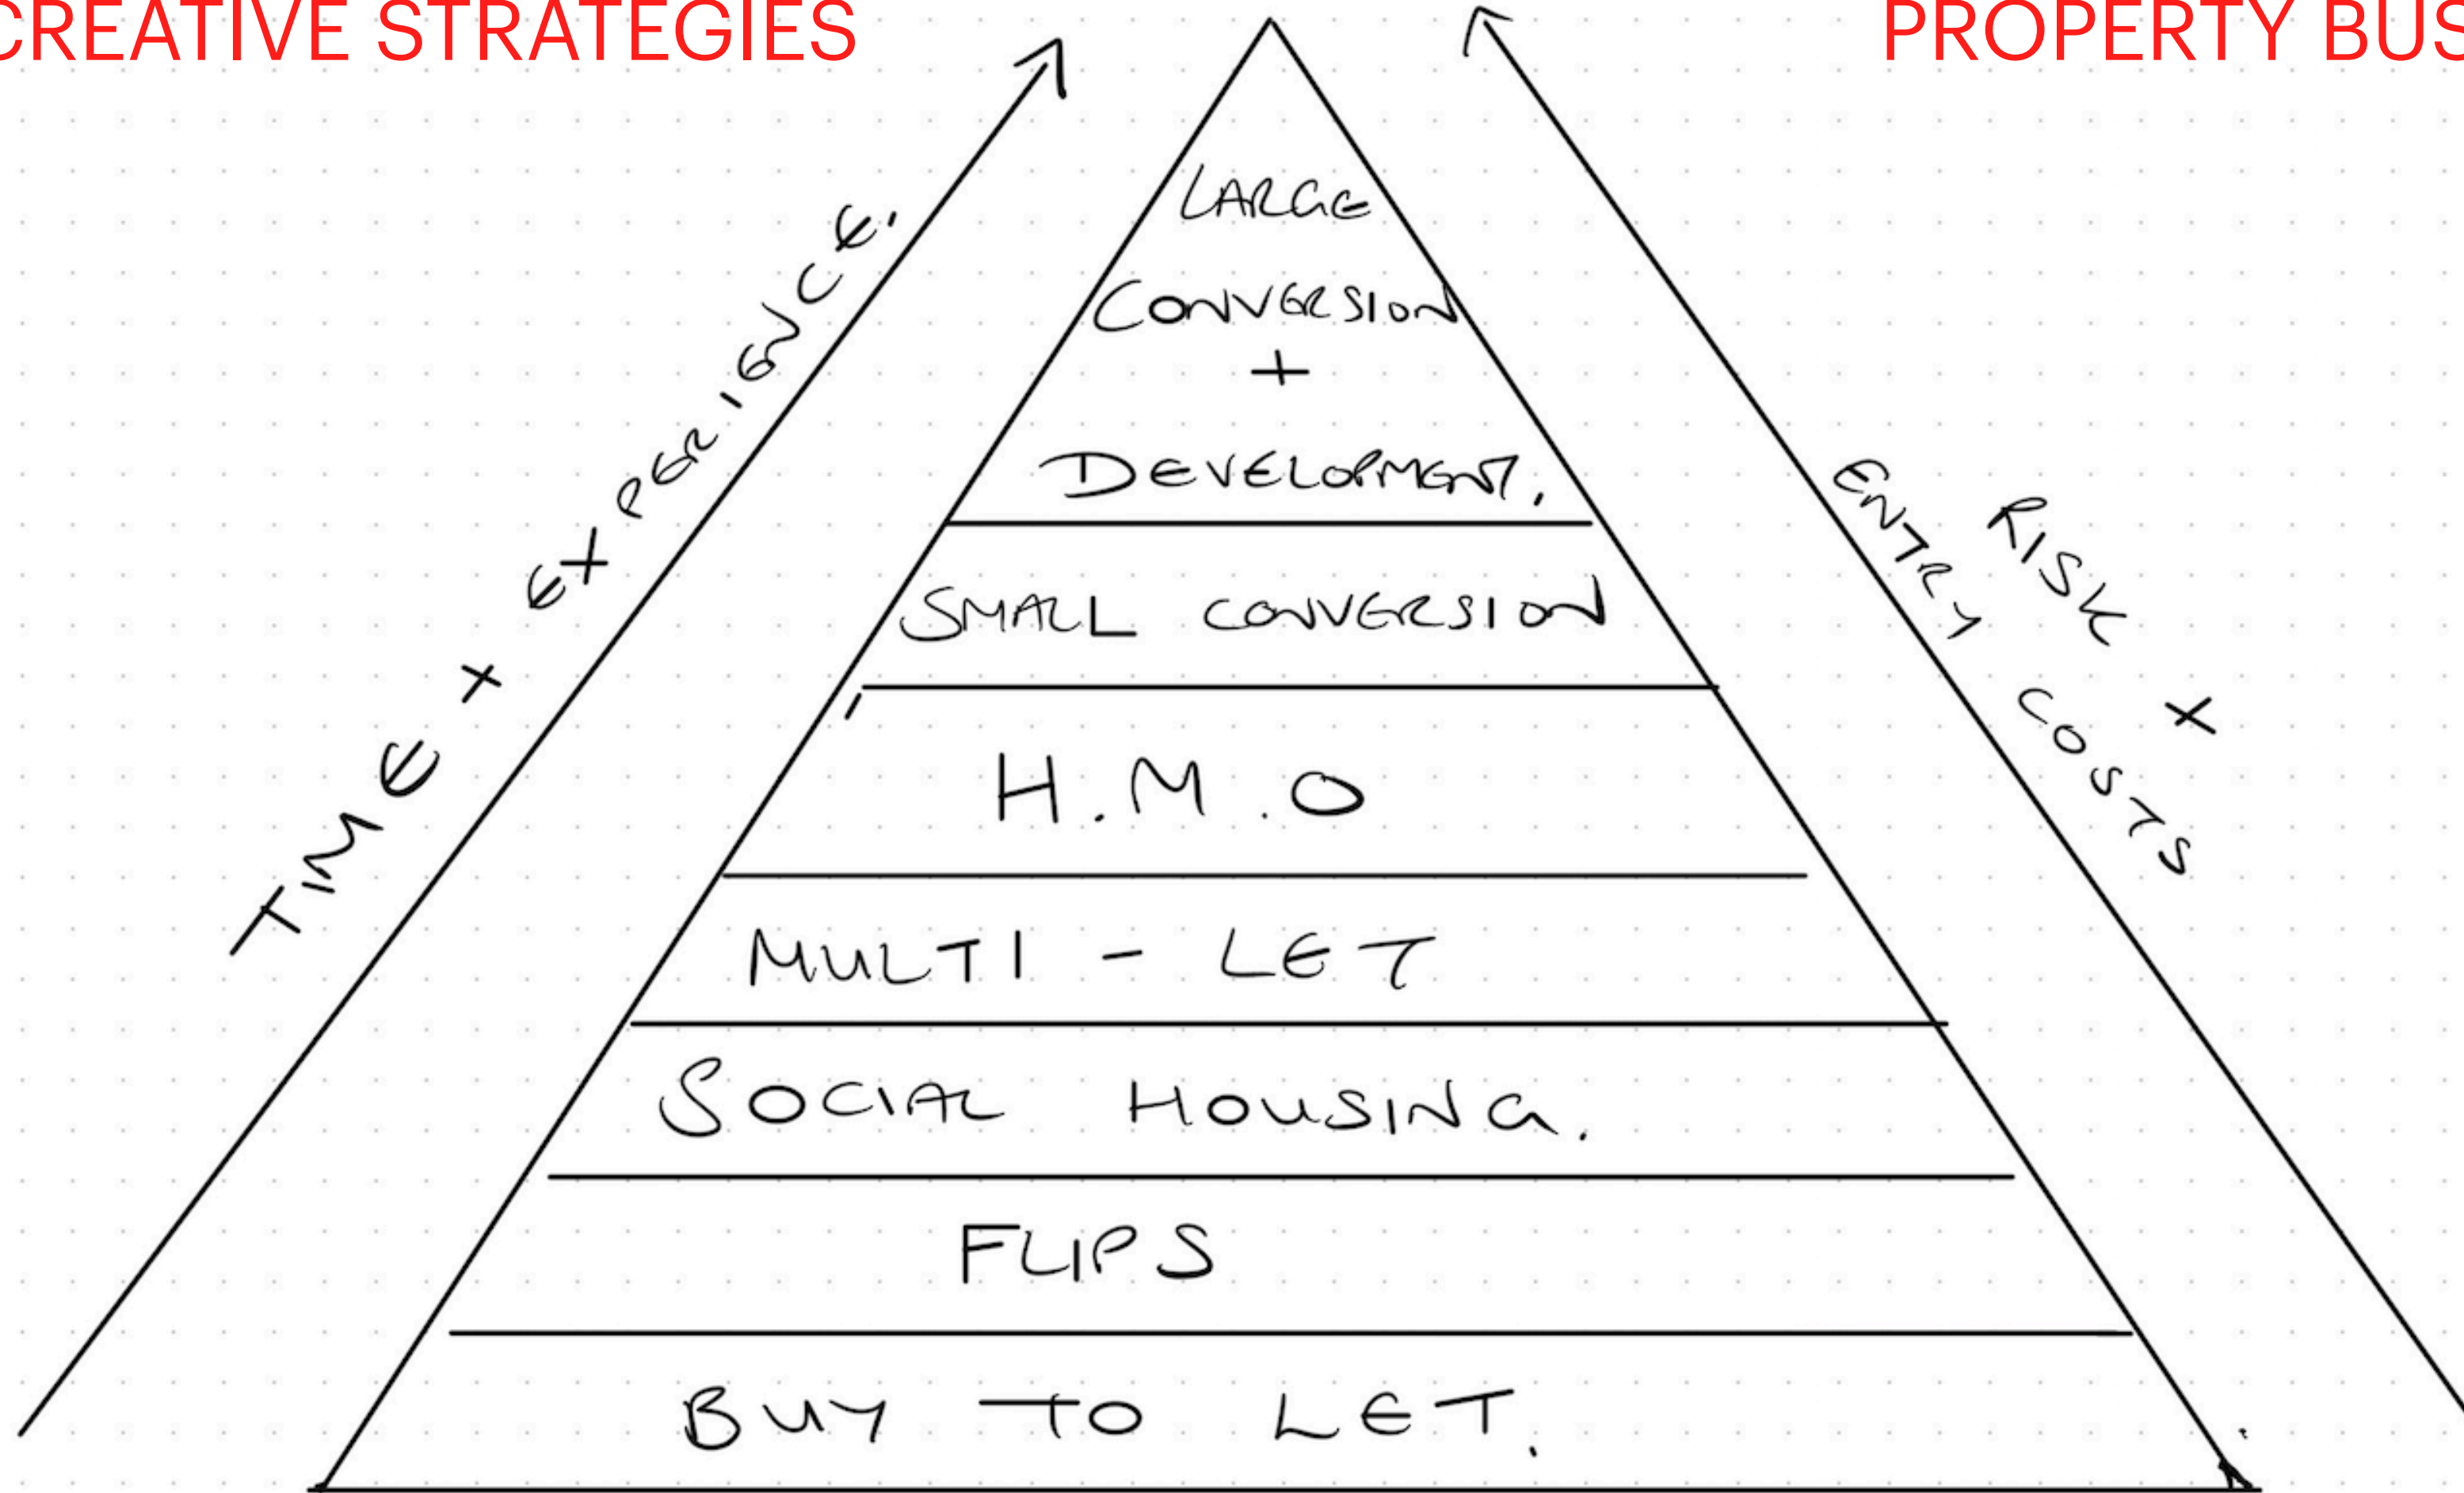 CREATIVE STRATEGIES
PROPERTY BUS
LARGE
CONVERSION
+
DEVELOPMENT.
SMALL CONVERSION
H.M.O
MULTI - LET
SOCIAL HOUSING.
FLIPS
BUY TO LET.
TIME + EXPERIENCE.
RISK +
ENTRY COSTS